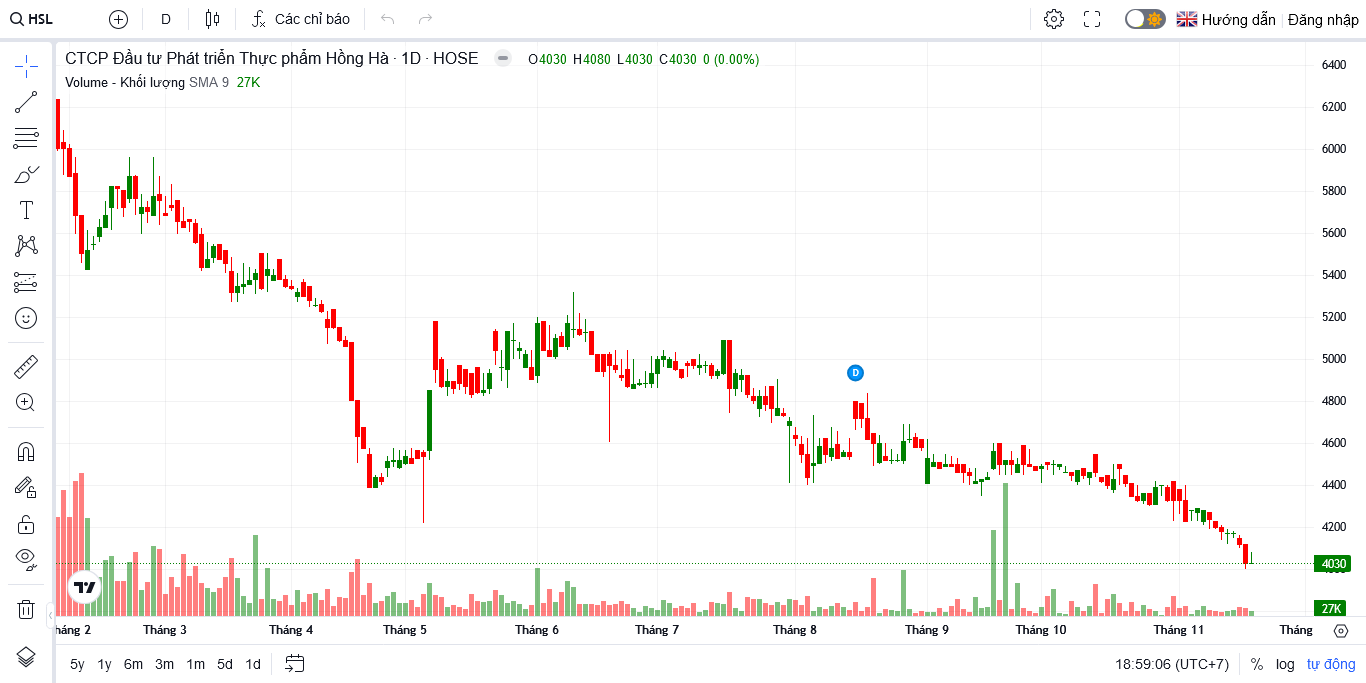 HSL D Các chỉ báo Hướng dẫn Đăng nhập
CTCP Đầu tư Phát triển Thực phẩm Hồng Hà · 1D · HOSE O4030 H4080 L4030 C4030 0 (0.00%)
Volume - Khối lượng SMA 9 27K
6400
6200
6000
5800
5600
5400
5200
5000
D
4800
4600
4400
4200
4030
27K
Tháng 3 Tháng 4 Tháng 5 Tháng 6 Tháng 7 Tháng 8 Tháng 9 Tháng 10 Tháng 11 Tháng
5y 1y 6m 3m 1m 5d 1d 18:59:06 (UTC+7) % log tự động